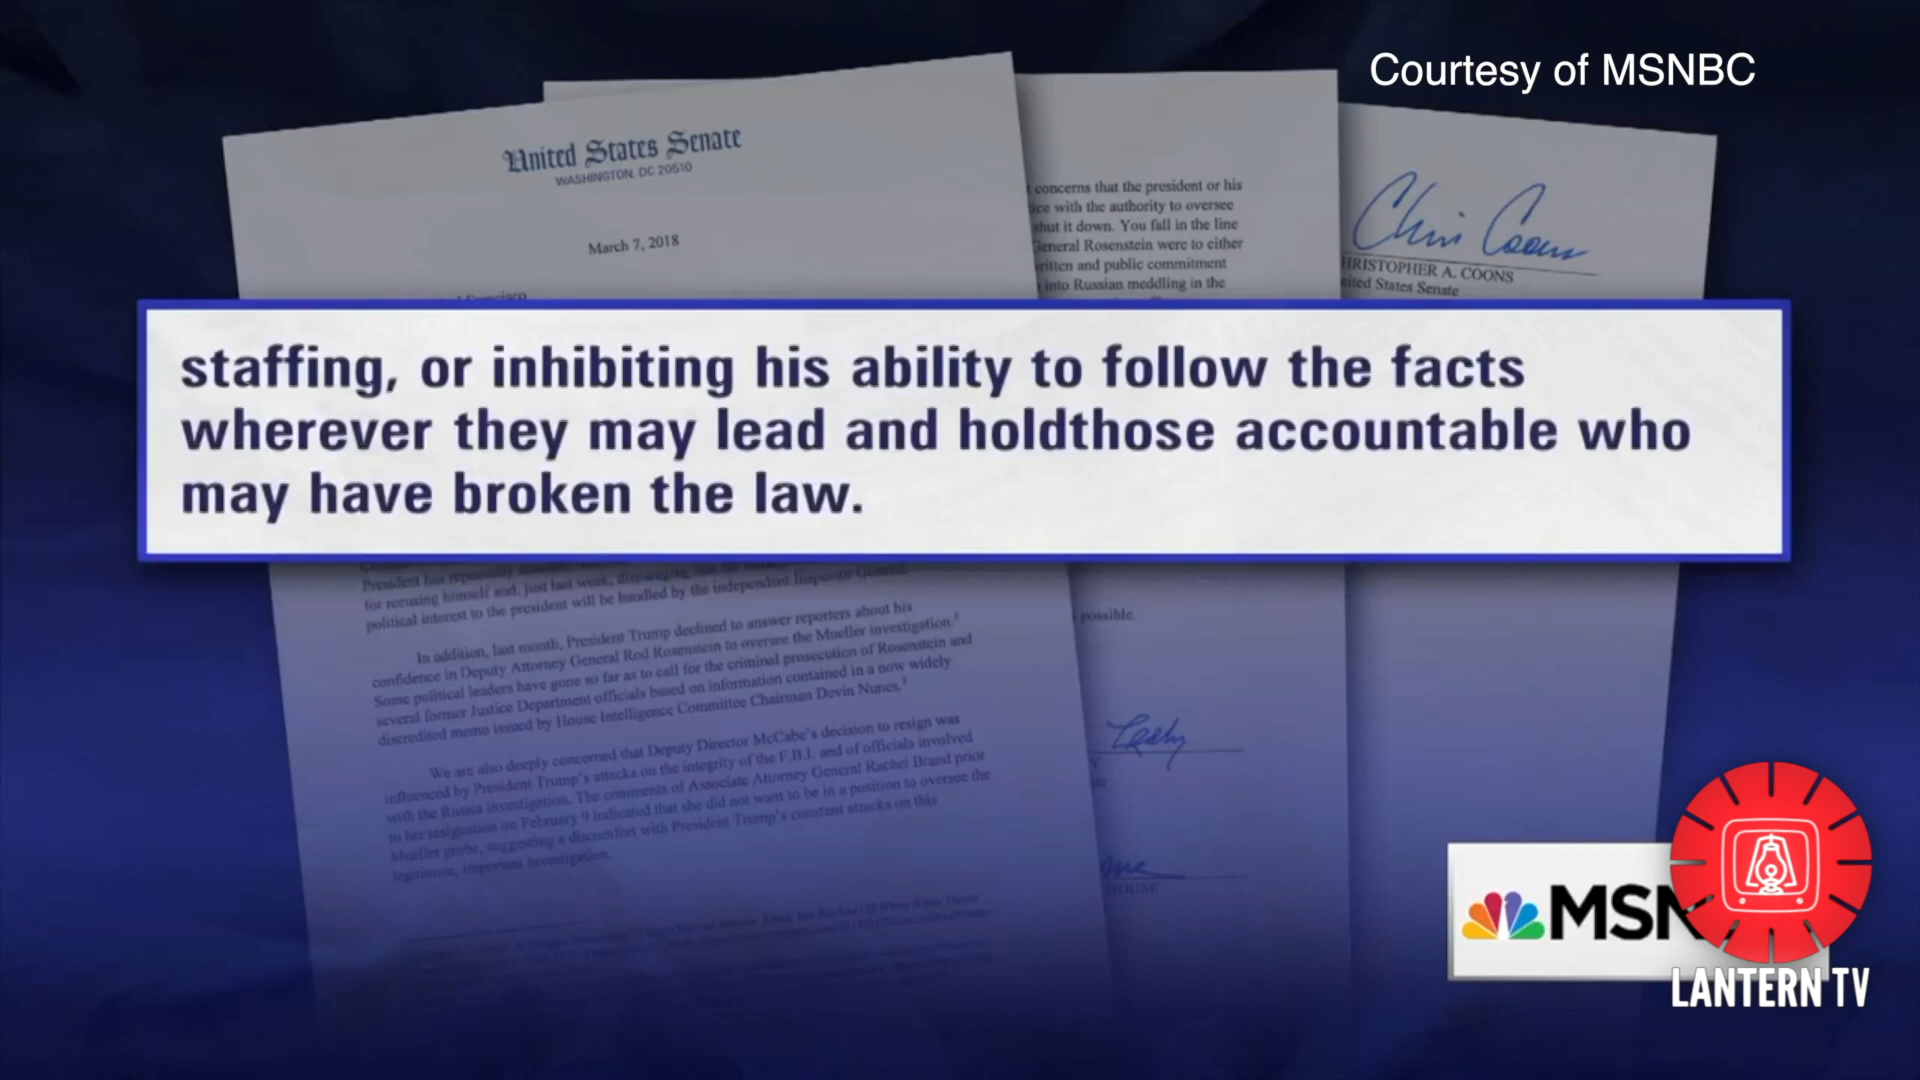 Courtesy of MSNBC
United States Senate
WASHINGTON, DC 20510
March 7, 2018
concerns that the president or his
with the authority to oversee
shut it down. You fall in the line
General Rosenstein were to either
written and public commitment
into Russian meddling in the
Chris Coons
CHRISTOPHER A. COONS
United States Senate
staffing, or inhibiting his ability to follow the facts
wherever they may lead and holdthose accountable who
may have broken the law.
President has repeatedly
for recusing himself and, just last week, disparaging
political interest to the president will be handled by the independent Inspector General.
In addition, last month, President Trump declined to answer reporters about his
confidence in Deputy Attorney General Rod Rosenstein to oversee the Mueller investigation.²
Some political leaders have gone so far as to call for the criminal prosecution of Rosenstein and
several former Justice Department officials based on information contained in a now widely
discredited memo issued by House Intelligence Committee Chairman Devin Nunes.³
We are also deeply concerned that Deputy Director McCabe's decision to resign was
influenced by President Trump's attacks on the integrity of the F.B.I. and of officials involved
with the Russia investigation. The comments of Associate Attorney General Rachel Brand prior
to her resignation on February 9 indicated that she did not want to be in a position to oversee the
Mueller probe, suggesting a discomfort with President Trump's constant attacks on this
legitimate, important investigation.
possible.
Leahy
HOUSE
MSN
LANTERN TV